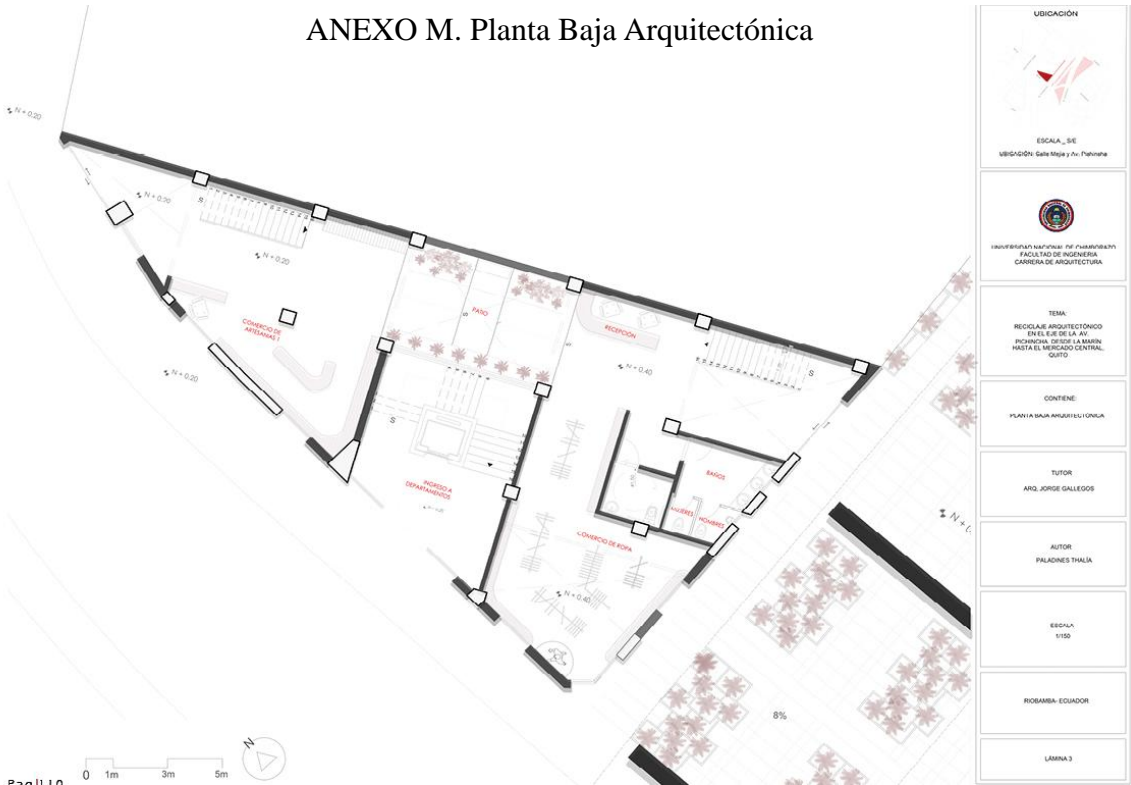 ANEXO M. Planta Baja Arquitectónica
N + 0.20
N + 0.20
S
N + 0.20
COMERCIO DE
ARTESANIAS 1
N + 0.20
PATIO
S
S
RECEPCIÓN
N + 0.40
S
S
INGRESO A
DEPARTAMENTOS
BAÑOS
MUJERES
HOMBRES
COMERCIO DE ROPA
N + 0.40
8%
N
0 1m 3m 5m
UBICACIÓN
ESCALA _ S/E
UBICACIÓN: Calle Mejia y Av. Pichincha
UNIVERSIDAD NACIONAL DE CHIMBORAZO
FACULTAD DE INGENIERIA
CARRERA DE ARQUITECTURA
TEMA:
RECICLAJE ARQUITECTÓNICO
EN EL EJE DE LA AV.
PICHINCHA: DESDE LA MARÍN
HASTA EL MERCADO CENTRAL,
QUITO
CONTIENE:
PLANTA BAJA ARQUITECTÓNICA
TUTOR
ARQ. JORGE GALLEGOS
AUTOR
PALADINES THALÍA
ESCALA
1/150
RIOBAMBA- ECUADOR
LÁMINA 3